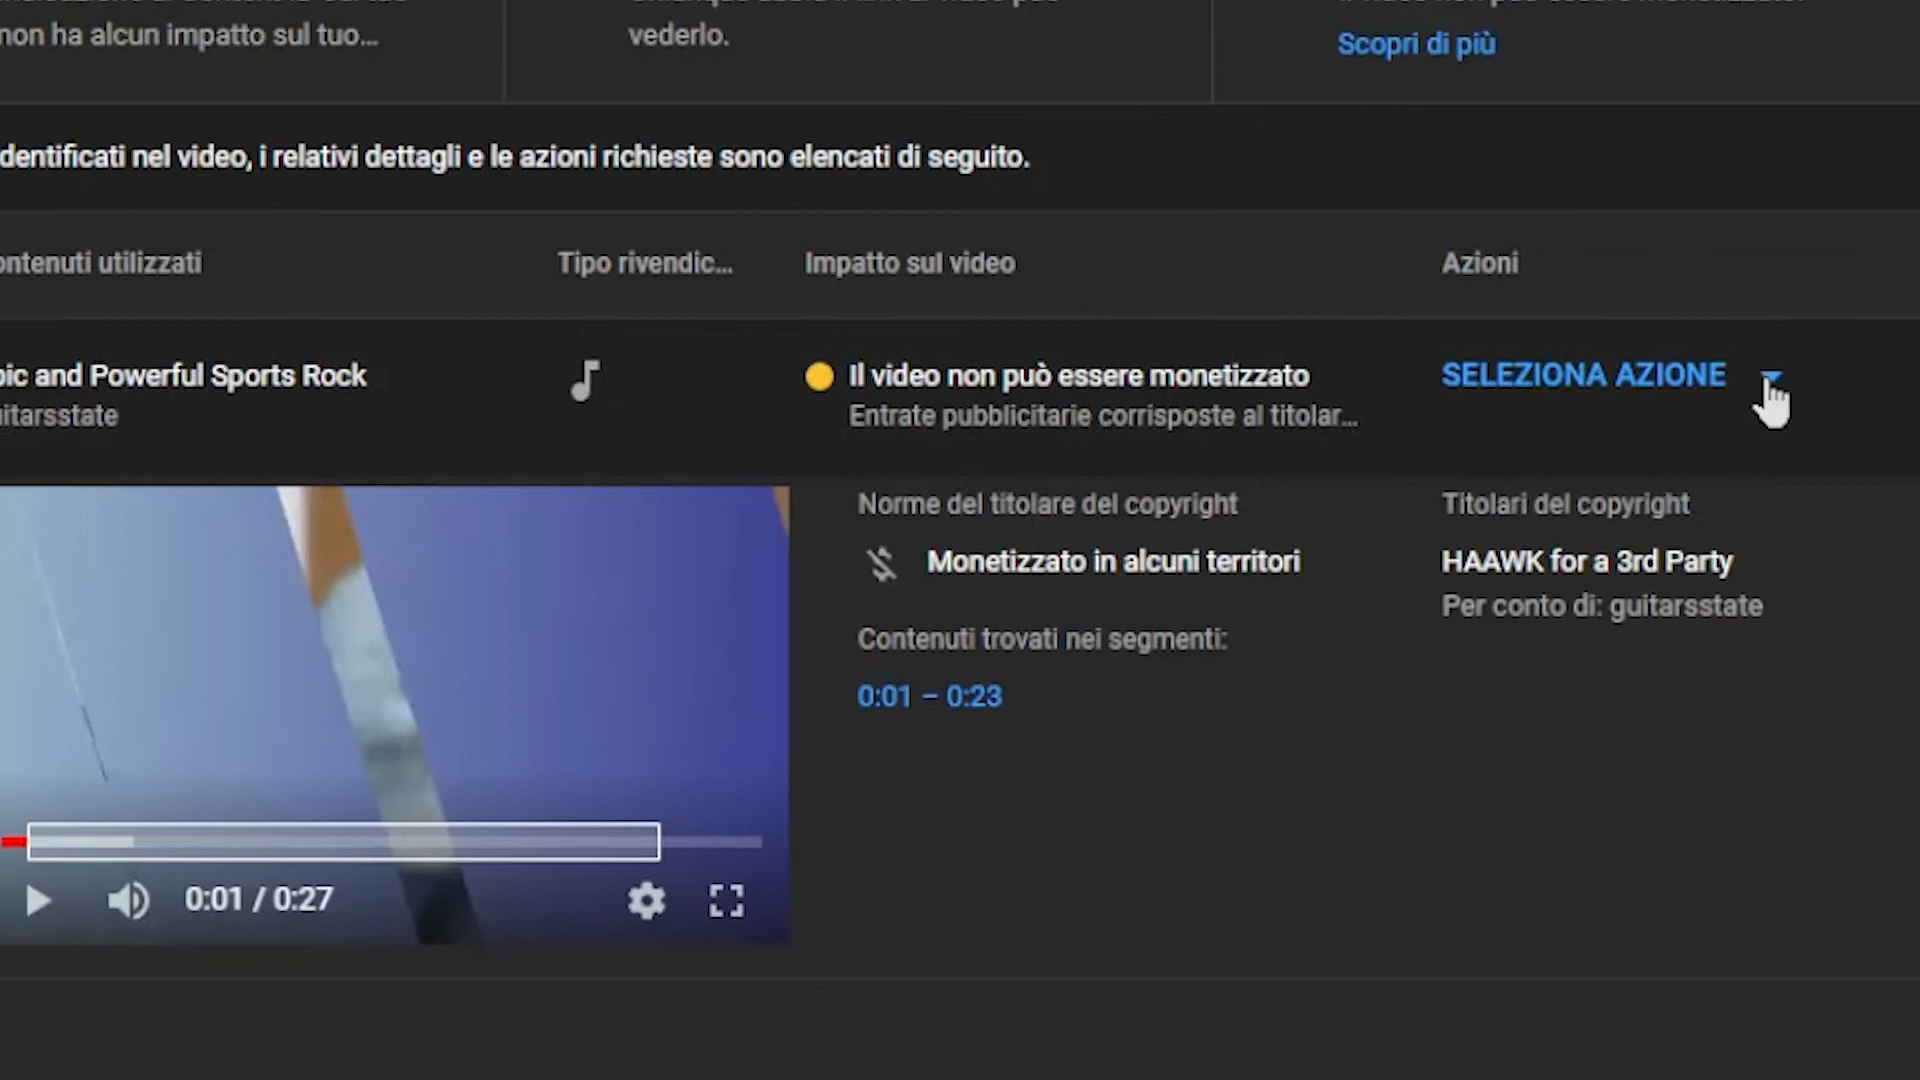 non ha alcun impatto sul tuo...
vederlo.
Scopri di più
dentificati nel video, i relativi dettagli e le azioni richieste sono elencati di seguito.
ontenuti utilizzati
Tipo rivendic...
Impatto sul video
Azioni
pic and Powerful Sports Rock
uitarsstate
Il video non può essere monetizzato
Entrate pubblicitarie corrisposte al titolar...
SELEZIONA AZIONE
Norme del titolare del copyright
Monetizzato in alcuni territori
Contenuti trovati nei segmenti:
0:01 – 0:23
Titolari del copyright
HAAWK for a 3rd Party
Per conto di: guitarsstate
0:01 / 0:27